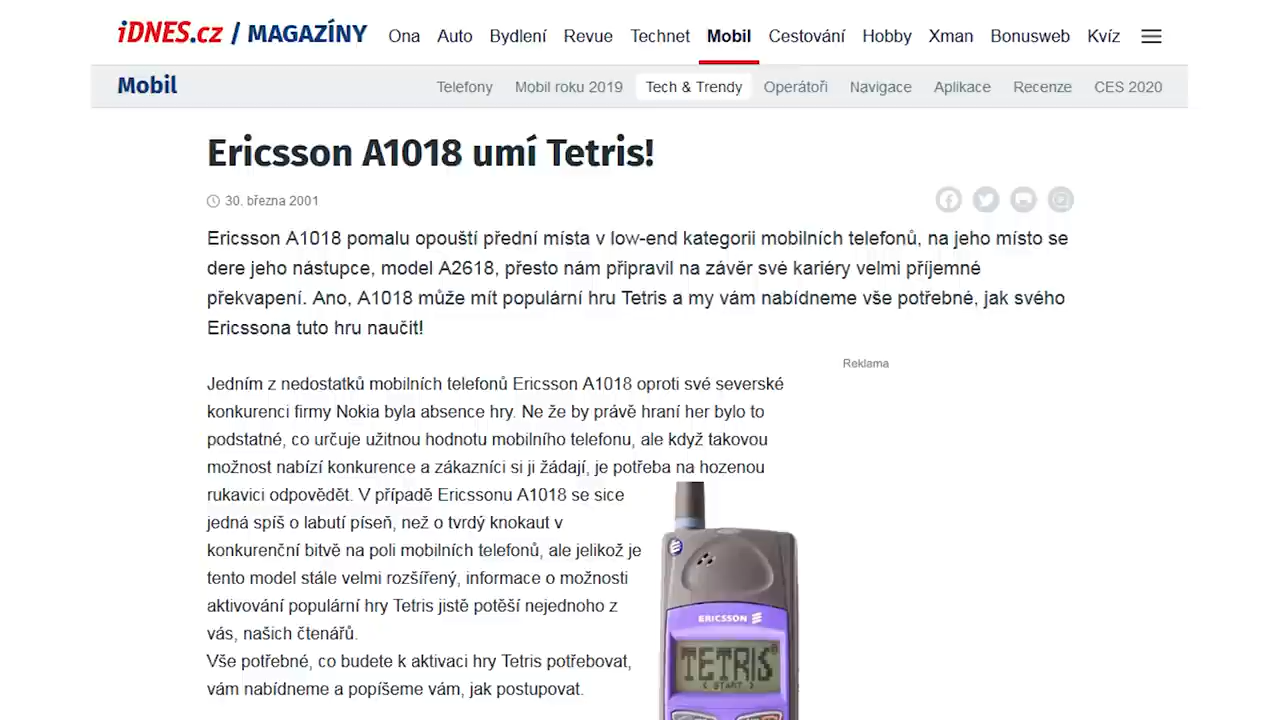 iDNES.cz / MAGAZÍNY Ona Auto Bydlení Revue Technet Mobil Cestování Hobby Xman Bonusweb Kvíz
Mobil Telefony Mobil roku 2019 Tech & Trendy Operátoři Navigace Aplikace Recenze CES 2020
Ericsson A1018 umí Tetris!
30. března 2001
Ericsson A1018 pomalu opouští přední místa v low-end kategorii mobilních telefonů, na jeho místo se
dere jeho nástupce, model A2618, přesto nám připravil na závěr své kariéry velmi příjemné
překvapení. Ano, A1018 může mít populární hru Tetris a my vám nabídneme vše potřebné, jak svého
Ericssona tuto hru naučit!
Reklama
Jedním z nedostatků mobilních telefonů Ericsson A1018 oproti své severské
konkurenci firmy Nokia byla absence hry. Ne že by právě hraní her bylo to
podstatné, co určuje užitnou hodnotu mobilního telefonu, ale když takovou
možnost nabízí konkurence a zákazníci si ji žádají, je potřeba na hozenou
rukavici odpovědět. V případě Ericssonu A1018 se sice
jedná spíš o labutí píseň, než o tvrdý knokaut v
konkurenční bitvě na poli mobilních telefonů, ale jelikož je
tento model stále velmi rozšířený, informace o možnosti
aktivování populární hry Tetris jistě potěší nejednoho z
vás, našich čtenářů.
Vše potřebné, co budete k aktivaci hry Tetris potřebovat,
vám nabídneme a popíšeme vám, jak postupovat.
ERICSSON
TETRIS
( START )